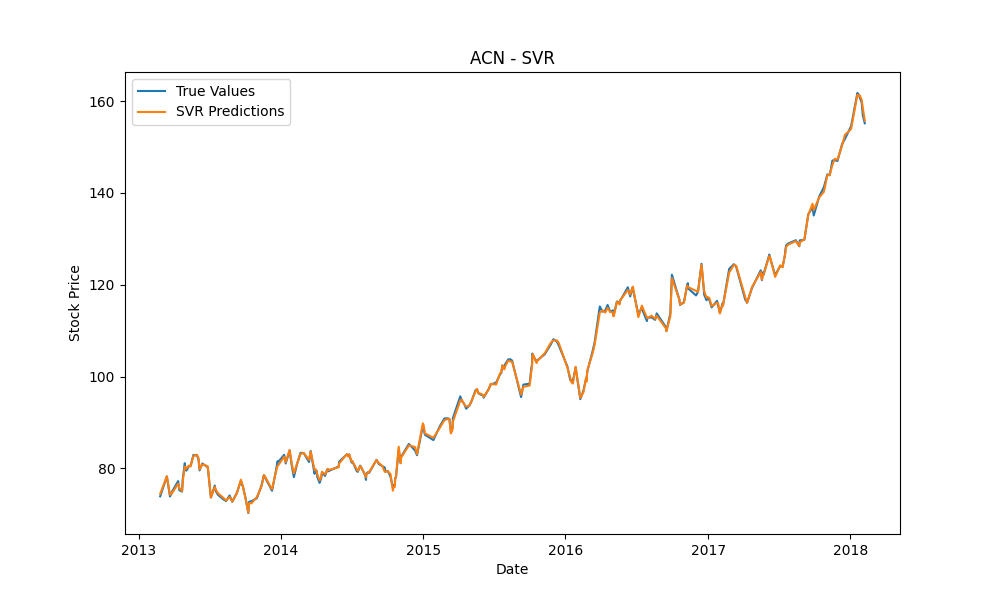 ACN - SVR
True Values
SVR Predictions
Stock Price
160
140
120
100
80
2013
2014
2015
2016
2017
2018
Date